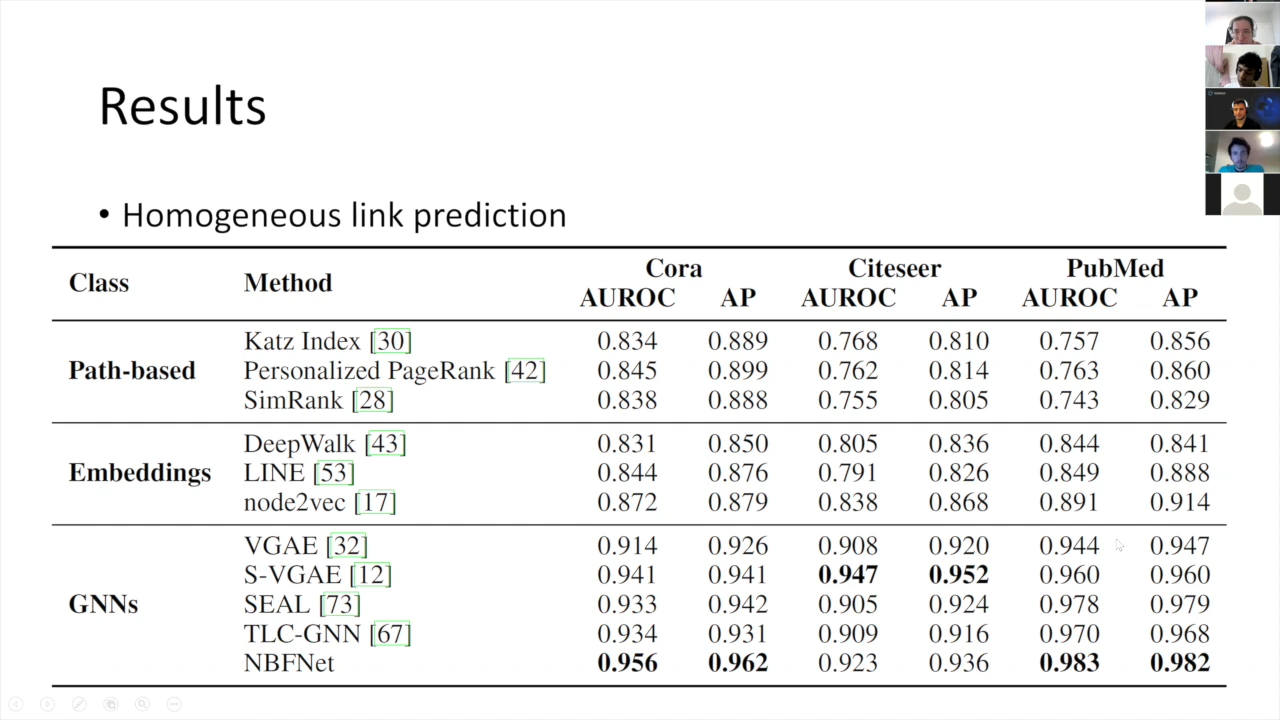 Results
• Homogeneous link prediction
Class Method Cora Citeseer PubMed
AUROC AP AUROC AP AUROC AP
Path-based
Katz Index [30] 0.834 0.889 0.768 0.810 0.757 0.856
Personalized PageRank [42] 0.845 0.899 0.762 0.814 0.763 0.860
SimRank [28] 0.838 0.888 0.755 0.805 0.743 0.829
Embeddings
DeepWalk [43] 0.831 0.850 0.805 0.836 0.844 0.841
LINE [53] 0.844 0.876 0.791 0.826 0.849 0.888
node2vec [17] 0.872 0.879 0.838 0.868 0.891 0.914
GNNs
VGAE [32] 0.914 0.926 0.908 0.920 0.944 0.947
S-VGAE [12] 0.941 0.941 0.947 0.952 0.960 0.960
SEAL [73] 0.933 0.942 0.905 0.924 0.978 0.979
TLC-GNN [67] 0.934 0.931 0.909 0.916 0.970 0.968
NBFNet 0.956 0.962 0.923 0.936 0.983 0.982